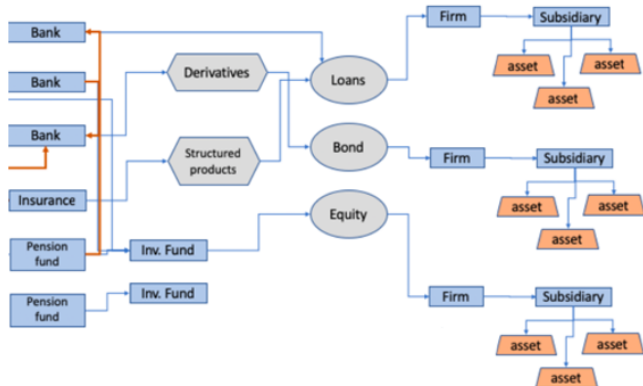 Bank
Firm
Subsidiary
Derivatives
Loans
asset
asset
asset
Bank
Bank
Structured
products
Bond
Firm
Subsidiary
asset
asset
asset
Insurance
Equity
Pension
fund
Inv. Fund
Pension
fund
Inv. Fund
Firm
Subsidiary
asset
asset
asset